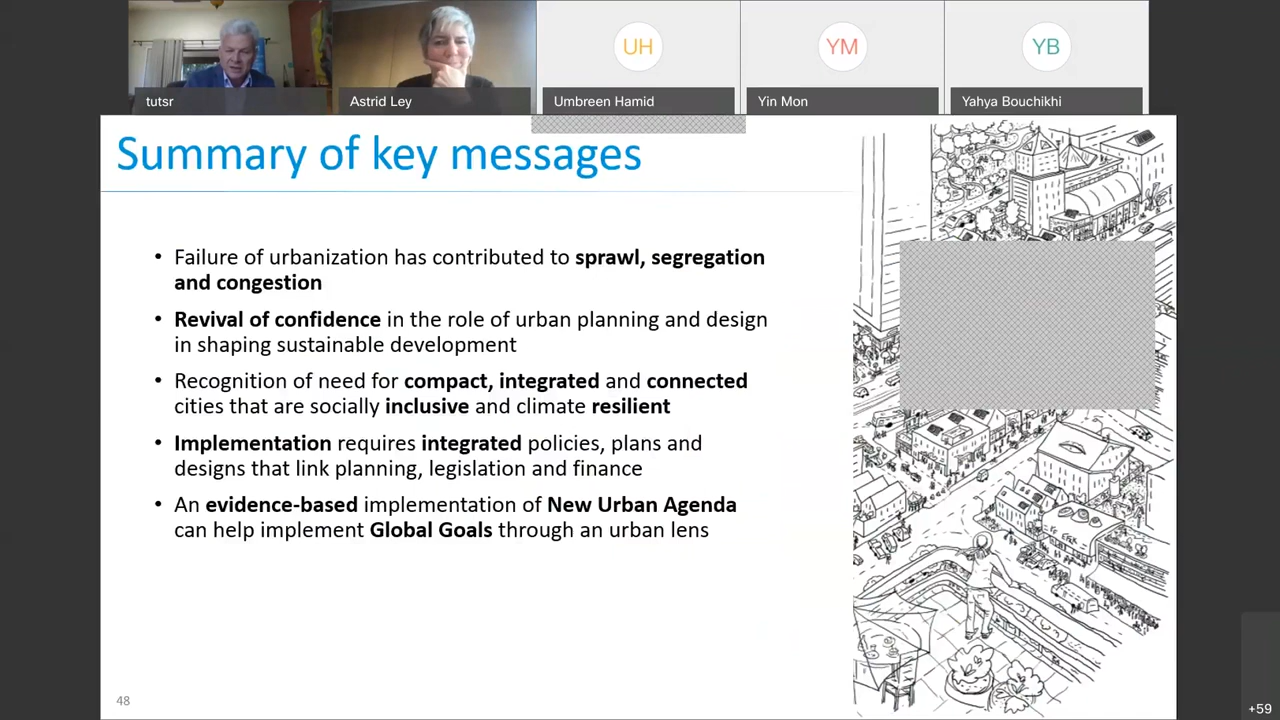 UH
YM
YB
tutsr
Astrid Ley
Umbreen Hamid
Yin Mon
Yahya Bouchikhi
Summary of key messages
• Failure of urbanization has contributed to sprawl, segregation
and congestion
• Revival of confidence in the role of urban planning and design
in shaping sustainable development
• Recognition of need for compact, integrated and connected
cities that are socially inclusive and climate resilient
• Implementation requires integrated policies, plans and
designs that link planning, legislation and finance
• An evidence-based implementation of New Urban Agenda
can help implement Global Goals through an urban lens
48
+59